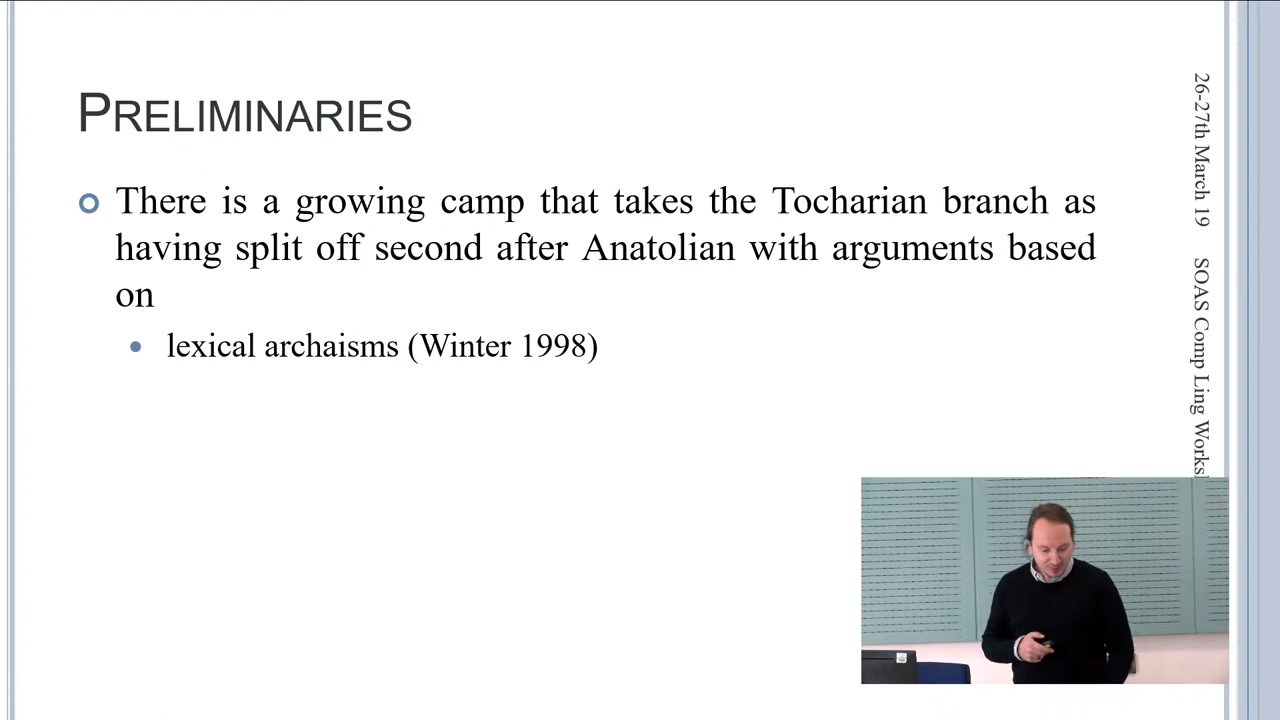 PRELIMINARIES
There is a growing camp that takes the Tocharian branch as
having split off second after Anatolian with arguments based
on
lexical archaisms (Winter 1998)
26-27th March 19 SOAS Comp Ling